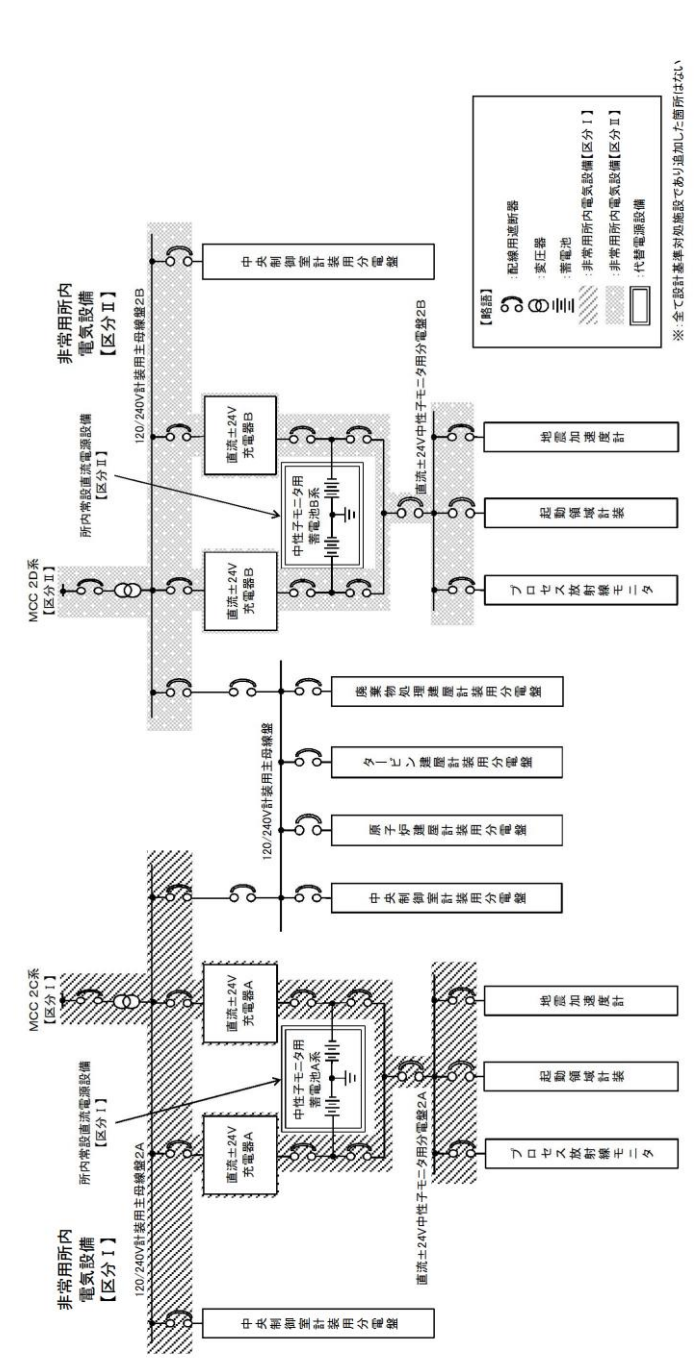 非常用所内
電気設備
【区分Ⅰ】
MCC 2C系
【区分Ⅰ】
所内常設直流電源設備
【区分Ⅰ】
120/240V計装用主母線盤2A
中央制御室計装用分電盤
直流±24V
充電器A
中性子モニタ用
蓄電池A系
直流±24V
充電器A
直流±24V中性子モニタ用分電盤2A
プロセス放射線モニタ
起動領域計装
地震加速度計
120/240V計装用主母線盤
中央制御室計装用分電盤
原子炉建屋計装用分電盤
タービン建屋計装用分電盤
廃棄物処理建屋計装用分電盤
MCC 2D系
【区分Ⅱ】
所内常設直流電源設備
【区分Ⅱ】
非常用所内
電気設備
【区分Ⅱ】
120/240V計装用主母線盤2B
直流±24V
充電器B
中性子モニタ用
蓄電池B系
直流±24V
充電器B
中央制御室計装用分電盤
直流±24V中性子モニタ用分電盤2B
プロセス放射線モニタ
起動領域計装
地震加速度計
【略語】
:配線用遮断器
:変圧器
:蓄電池
:非常用所内電気設備【区分Ⅰ】
:非常用所内電気設備【区分Ⅱ】
:代替電源設備
※:全て設計基準対処施設であり追加した箇所はない